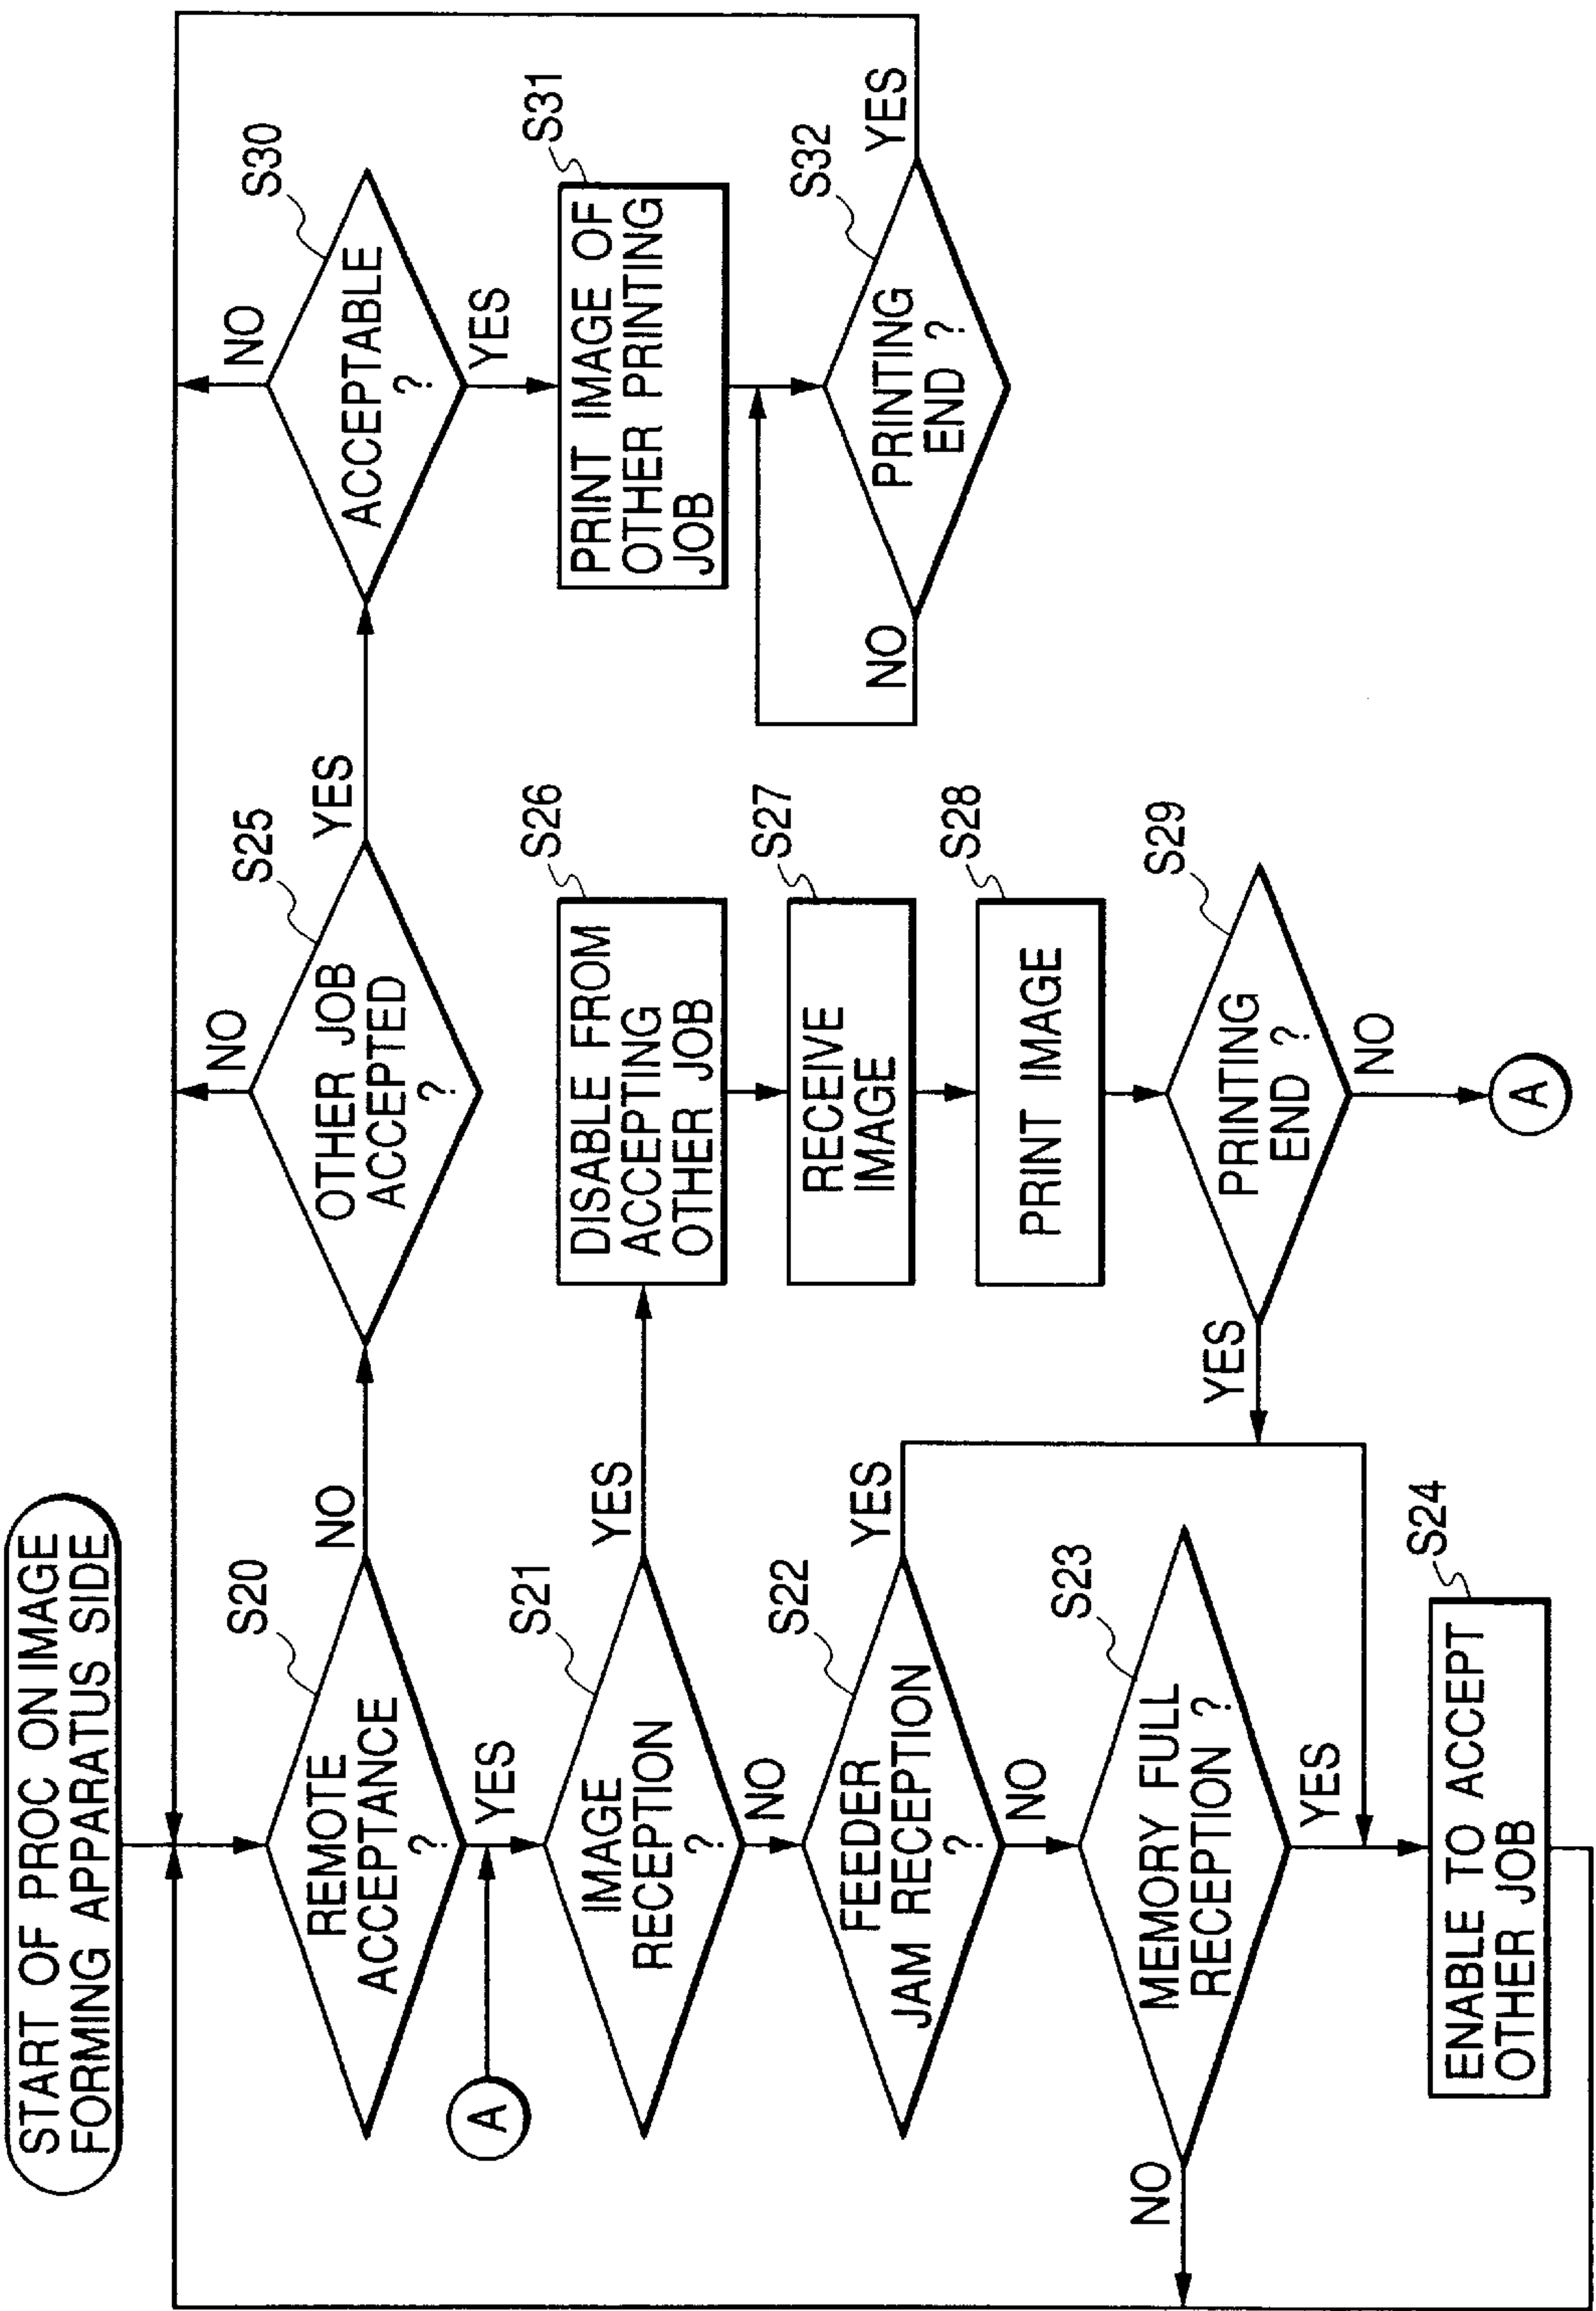 START OF PROC ON IMAGE
FORMING APPARATUS SIDE
S20
REMOTE
ACCEPTANCE
?
NO
YES
A
S21
IMAGE
RECEPTION
?
YES
NO
S22
FEEDER
JAM RECEPTION
?
YES
NO
S23
MEMORY FULL
RECEPTION ?
NO
YES
S24
ENABLE TO ACCEPT
OTHER JOB
S25
OTHER JOB
ACCEPTED
?
NO
YES
S26
DISABLE FROM
ACCEPTING
OTHER JOB
S27
RECEIVE
IMAGE
S28
PRINT IMAGE
S29
PRINTING
END ?
YES
NO
A
S30
ACCEPTABLE
?
NO
YES
S31
PRINT IMAGE OF
OTHER PRINTING
JOB
S32
PRINTING
END ?
NO
YES